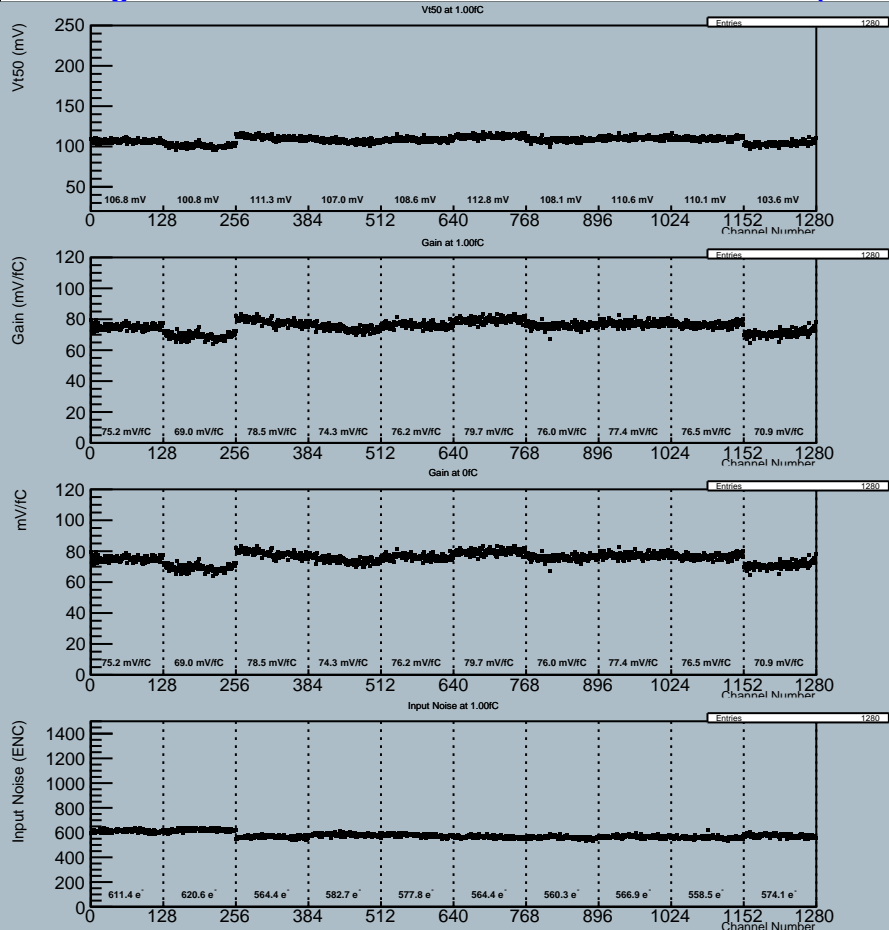 Vt50 at 1.00fC
Entries 1280
Vt50 (mV)
250
200
150
100
50
106.8 mV 100.8 mV 111.3 mV 107.0 mV 108.6 mV 112.8 mV 108.1 mV 110.6 mV 110.1 mV 103.6 mV
0 128 256 384 512 640 768 896 1024 1152 1280
Channel Number
Gain at 1.00fC
Entries 1280
Gain (mV/fC)
120
100
80
60
40
20
0
75.2 mV/fC 69.0 mV/fC 78.5 mV/fC 74.3 mV/fC 76.2 mV/fC 79.7 mV/fC 76.0 mV/fC 77.4 mV/fC 76.5 mV/fC 70.9 mV/fC
0 128 256 384 512 640 768 896 1024 1152 1280
Channel Number
Gain at 0fC
Entries 1280
mV/fC
120
100
80
60
40
20
0
75.2 mV/fC 69.0 mV/fC 78.5 mV/fC 74.3 mV/fC 76.2 mV/fC 79.7 mV/fC 76.0 mV/fC 77.4 mV/fC 76.5 mV/fC 70.9 mV/fC
0 128 256 384 512 640 768 896 1024 1152 1280
Channel Number
Input Noise at 1.00fC
Entries 1280
Input Noise (ENC)
1400
1200
1000
800
600
400
200
0
611.4 e⁻ 620.6 e⁻ 564.4 e⁻ 582.7 e⁻ 577.8 e⁻ 564.4 e⁻ 560.3 e⁻ 566.9 e⁻ 558.5 e⁻ 574.1 e⁻
0 128 256 384 512 640 768 896 1024 1152 1280
Channel Number